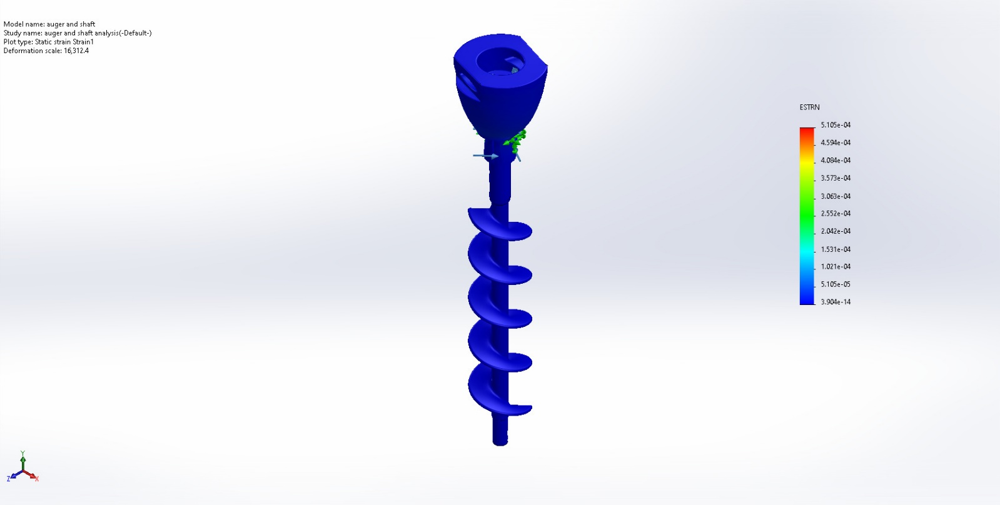 Model name: auger and shaft
Study name: auger and shaft analysis(-Default-)
Plot type: Static strain Strain1
Deformation scale: 16,312.4
ESTRN
5.105e-04
4.594e-04
4.084e-04
3.573e-04
3.063e-04
2.552e-04
2.042e-04
1.531e-04
1.021e-04
5.105e-05
3.904e-14
Y
Z
X